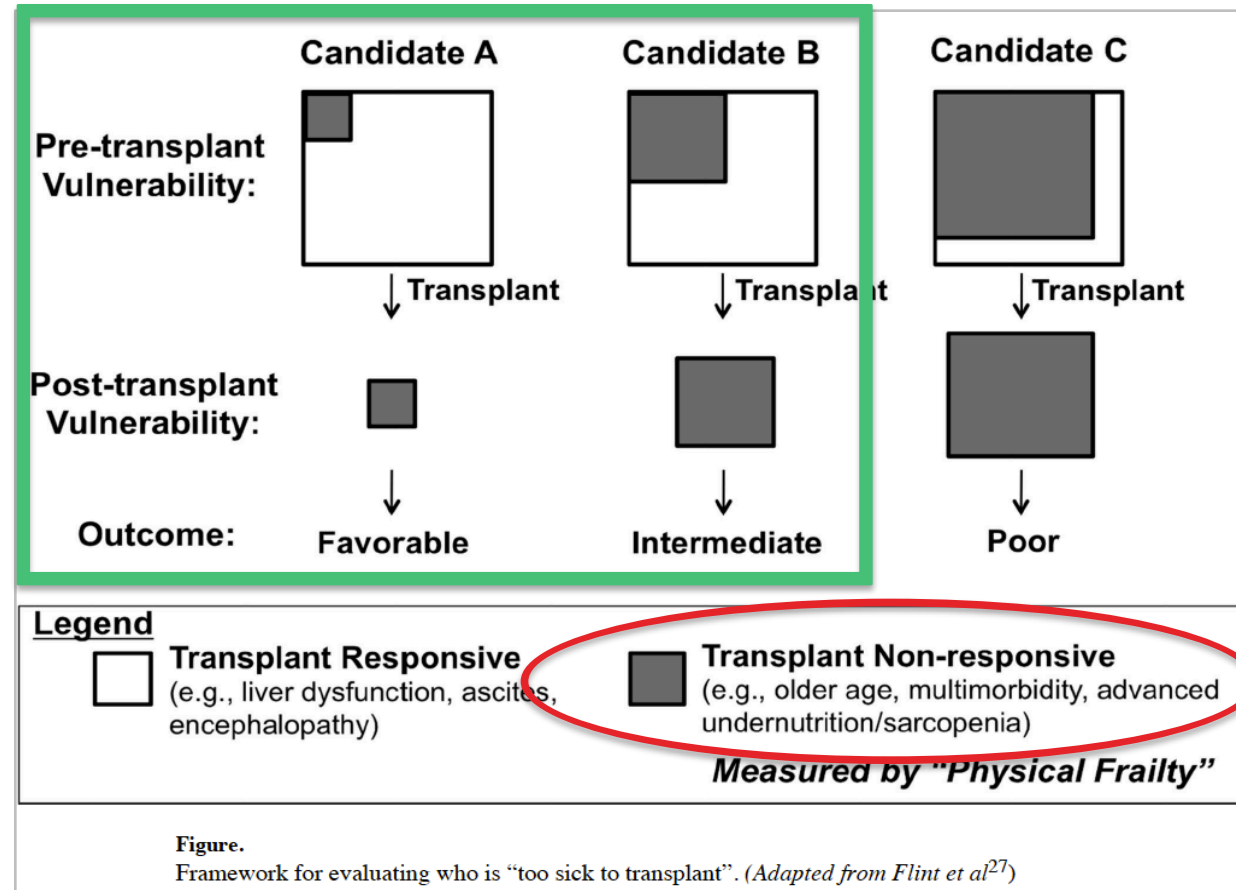 Candidate A
Candidate B
Candidate C
Pre-transplant
Vulnerability:
Transplant
Transplant
Transplant
Post-transplant
Vulnerability:
Outcome:
Favorable
Intermediate
Poor
Legend
Transplant Responsive
(e.g., liver dysfunction, ascites,
encephalopathy)
Transplant Non-responsive
(e.g., older age, multimorbidity, advanced
undernutrition/sarcopenia)
Measured by “Physical Frailty”
Figure.
Framework for evaluating who is “too sick to transplant”. (Adapted from Flint et al27)